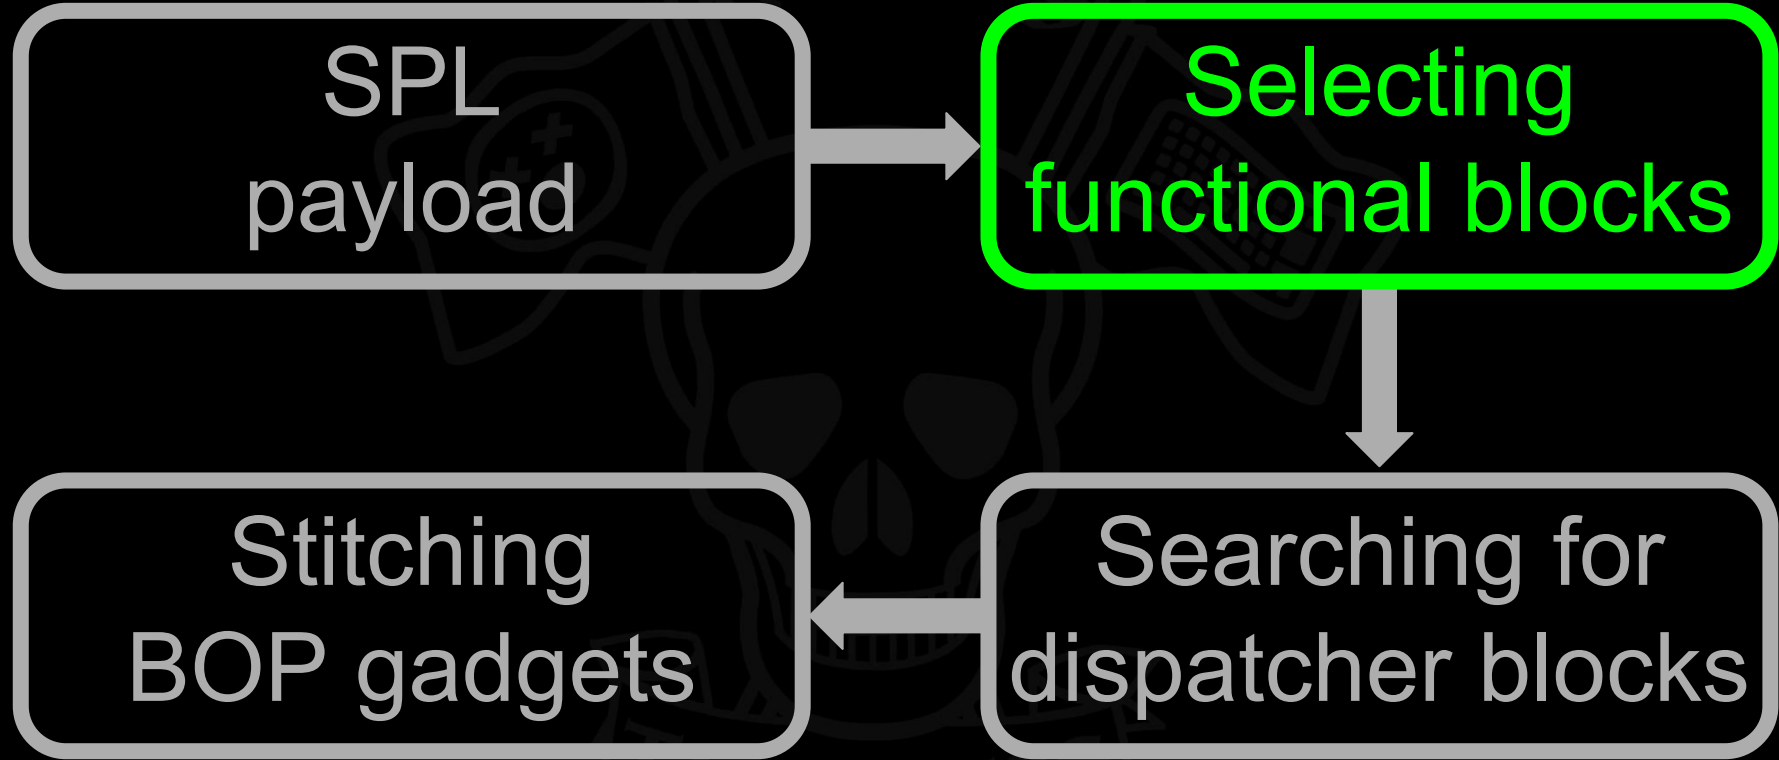 SPL
payload
Selecting
functional blocks
Stitching
BOP gadgets
Searching for
dispatcher blocks